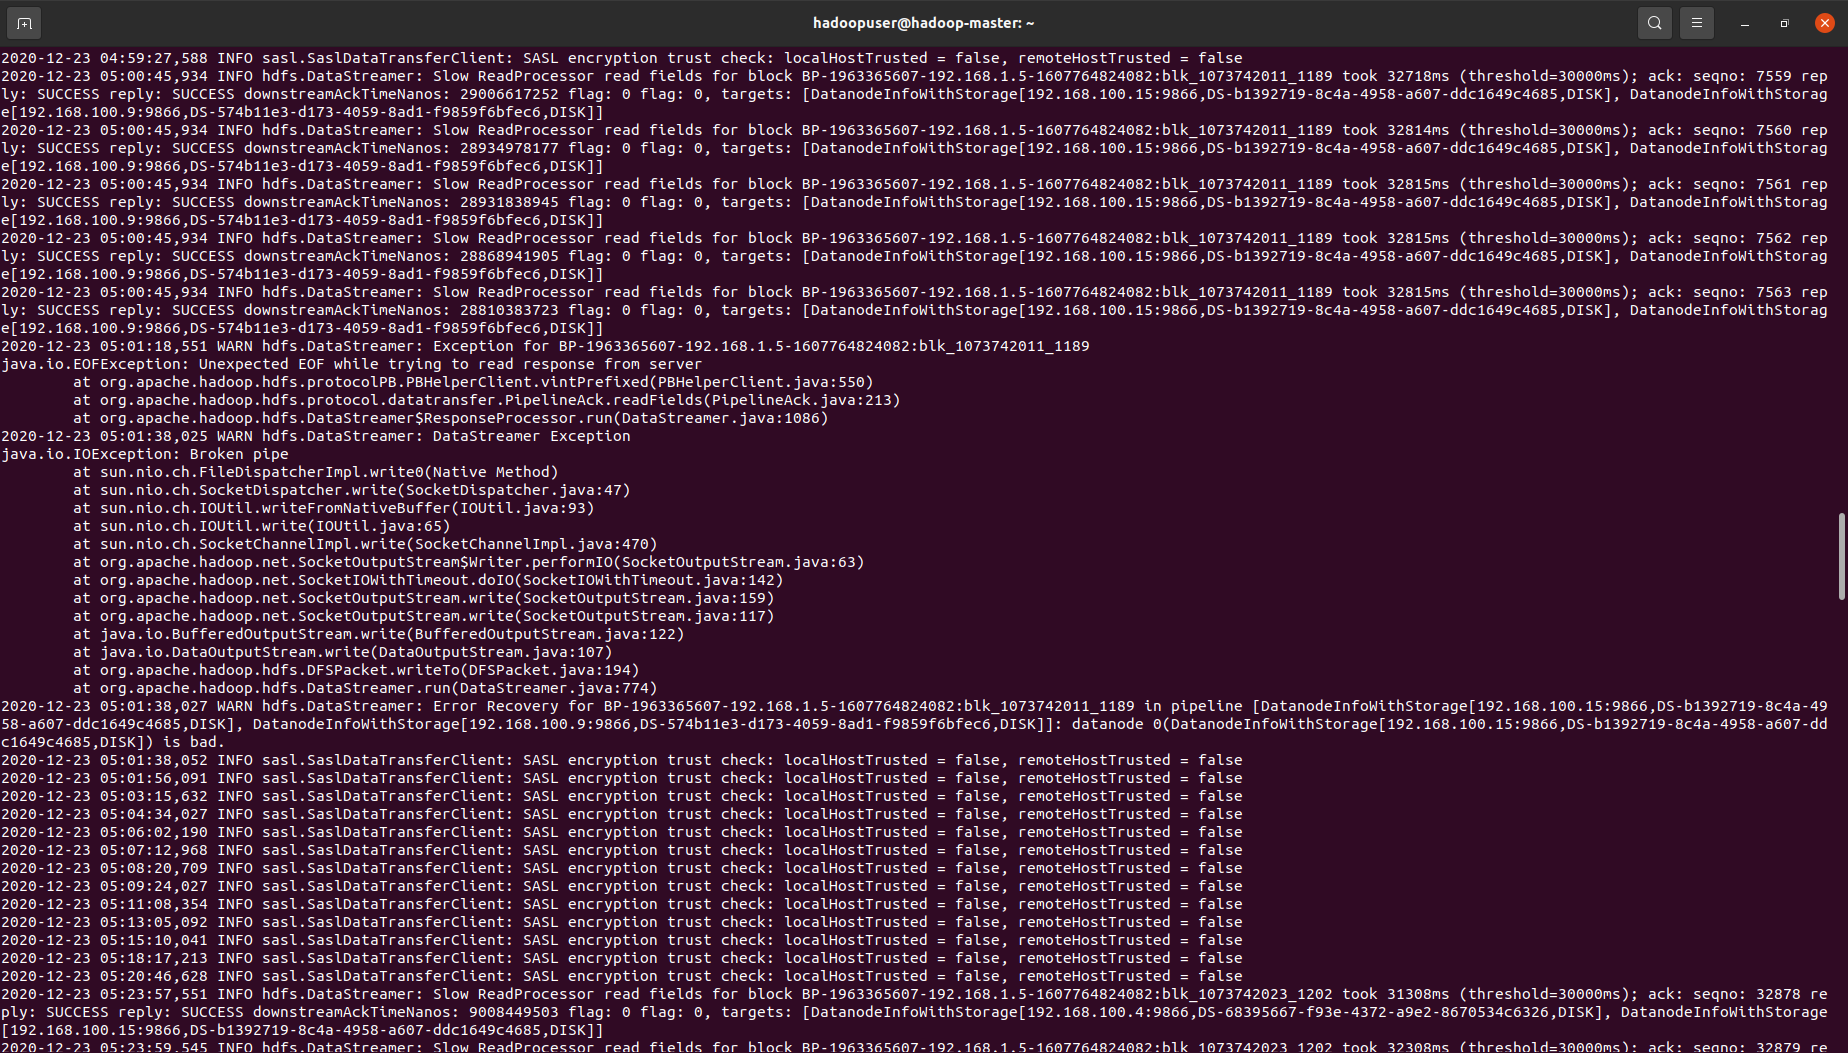 hadoopuser@hadoop-master: ~
2020-12-23 04:59:27,588 INFO sasl.SaslDataTransferClient: SASL encryption trust check: localHostTrusted = false, remoteHostTrusted = false
2020-12-23 05:00:45,934 INFO hdfs.DataStreamer: Slow ReadProcessor read fields for block BP-1963365607-192.168.1.5-1607764824082:blk_1073742011_1189 took 32718ms (threshold=30000ms); ack: seqno: 7559 rep
ly: SUCCESS reply: SUCCESS downstreamAckTimeNanos: 29006617252 flag: 0 flag: 0, targets: [DatanodeInfoWithStorage[192.168.100.15:9866,DS-b1392719-8c4a-4958-a607-ddc1649c4685,DISK], DatanodeInfoWithStorag
e[192.168.100.9:9866,DS-574b11e3-d173-4059-8ad1-f9859f6bfec6,DISK]]
2020-12-23 05:00:45,934 INFO hdfs.DataStreamer: Slow ReadProcessor read fields for block BP-1963365607-192.168.1.5-1607764824082:blk_1073742011_1189 took 32814ms (threshold=30000ms); ack: seqno: 7560 rep
ly: SUCCESS reply: SUCCESS downstreamAckTimeNanos: 28934978177 flag: 0 flag: 0, targets: [DatanodeInfoWithStorage[192.168.100.15:9866,DS-b1392719-8c4a-4958-a607-ddc1649c4685,DISK], DatanodeInfoWithStorag
e[192.168.100.9:9866,DS-574b11e3-d173-4059-8ad1-f9859f6bfec6,DISK]]
2020-12-23 05:00:45,934 INFO hdfs.DataStreamer: Slow ReadProcessor read fields for block BP-1963365607-192.168.1.5-1607764824082:blk_1073742011_1189 took 32815ms (threshold=30000ms); ack: seqno: 7561 rep
ly: SUCCESS reply: SUCCESS downstreamAckTimeNanos: 28931838945 flag: 0 flag: 0, targets: [DatanodeInfoWithStorage[192.168.100.15:9866,DS-b1392719-8c4a-4958-a607-ddc1649c4685,DISK], DatanodeInfoWithStorag
e[192.168.100.9:9866,DS-574b11e3-d173-4059-8ad1-f9859f6bfec6,DISK]]
2020-12-23 05:00:45,934 INFO hdfs.DataStreamer: Slow ReadProcessor read fields for block BP-1963365607-192.168.1.5-1607764824082:blk_1073742011_1189 took 32815ms (threshold=30000ms); ack: seqno: 7562 rep
ly: SUCCESS reply: SUCCESS downstreamAckTimeNanos: 28868941905 flag: 0 flag: 0, targets: [DatanodeInfoWithStorage[192.168.100.15:9866,DS-b1392719-8c4a-4958-a607-ddc1649c4685,DISK], DatanodeInfoWithStorag
e[192.168.100.9:9866,DS-574b11e3-d173-4059-8ad1-f9859f6bfec6,DISK]]
2020-12-23 05:00:45,934 INFO hdfs.DataStreamer: Slow ReadProcessor read fields for block BP-1963365607-192.168.1.5-1607764824082:blk_1073742011_1189 took 32815ms (threshold=30000ms); ack: seqno: 7563 rep
ly: SUCCESS reply: SUCCESS downstreamAckTimeNanos: 28810383723 flag: 0 flag: 0, targets: [DatanodeInfoWithStorage[192.168.100.15:9866,DS-b1392719-8c4a-4958-a607-ddc1649c4685,DISK], DatanodeInfoWithStorag
e[192.168.100.9:9866,DS-574b11e3-d173-4059-8ad1-f9859f6bfec6,DISK]]
2020-12-23 05:01:18,551 WARN hdfs.DataStreamer: Exception for BP-1963365607-192.168.1.5-1607764824082:blk_1073742011_1189
java.io.EOFException: Unexpected EOF while trying to read response from server
at org.apache.hadoop.hdfs.protocolPB.PBHelperClient.vintPrefixed(PBHelperClient.java:550)
at org.apache.hadoop.hdfs.protocol.datatransfer.PipelineAck.readFields(PipelineAck.java:213)
at org.apache.hadoop.hdfs.DataStreamer$ResponseProcessor.run(DataStreamer.java:1086)
2020-12-23 05:01:38,025 WARN hdfs.DataStreamer: DataStreamer Exception
java.io.IOException: Broken pipe
at sun.nio.ch.FileDispatcherImpl.write0(Native Method)
at sun.nio.ch.SocketDispatcher.write(SocketDispatcher.java:47)
at sun.nio.ch.IOUtil.writeFromNativeBuffer(IOUtil.java:93)
at sun.nio.ch.IOUtil.write(IOUtil.java:65)
at sun.nio.ch.SocketChannelImpl.write(SocketChannelImpl.java:470)
at org.apache.hadoop.net.SocketOutputStream$Writer.performIO(SocketOutputStream.java:63)
at org.apache.hadoop.net.SocketIOWithTimeout.doIO(SocketIOWithTimeout.java:142)
at org.apache.hadoop.net.SocketOutputStream.write(SocketOutputStream.java:159)
at org.apache.hadoop.net.SocketOutputStream.write(SocketOutputStream.java:117)
at java.io.BufferedOutputStream.write(BufferedOutputStream.java:122)
at java.io.DataOutputStream.write(DataOutputStream.java:107)
at org.apache.hadoop.hdfs.DFSPacket.writeTo(DFSPacket.java:194)
at org.apache.hadoop.hdfs.DataStreamer.run(DataStreamer.java:774)
2020-12-23 05:01:38,027 WARN hdfs.DataStreamer: Error Recovery for BP-1963365607-192.168.1.5-1607764824082:blk_1073742011_1189 in pipeline [DatanodeInfoWithStorage[192.168.100.15:9866,DS-b1392719-8c4a-49
58-a607-ddc1649c4685,DISK], DatanodeInfoWithStorage[192.168.100.9:9866,DS-574b11e3-d173-4059-8ad1-f9859f6bfec6,DISK]]: datanode 0(DatanodeInfoWithStorage[192.168.100.15:9866,DS-b1392719-8c4a-4958-a607-dd
c1649c4685,DISK]) is bad.
2020-12-23 05:01:38,052 INFO sasl.SaslDataTransferClient: SASL encryption trust check: localHostTrusted = false, remoteHostTrusted = false
2020-12-23 05:01:56,091 INFO sasl.SaslDataTransferClient: SASL encryption trust check: localHostTrusted = false, remoteHostTrusted = false
2020-12-23 05:03:15,632 INFO sasl.SaslDataTransferClient: SASL encryption trust check: localHostTrusted = false, remoteHostTrusted = false
2020-12-23 05:04:34,027 INFO sasl.SaslDataTransferClient: SASL encryption trust check: localHostTrusted = false, remoteHostTrusted = false
2020-12-23 05:06:02,190 INFO sasl.SaslDataTransferClient: SASL encryption trust check: localHostTrusted = false, remoteHostTrusted = false
2020-12-23 05:07:12,968 INFO sasl.SaslDataTransferClient: SASL encryption trust check: localHostTrusted = false, remoteHostTrusted = false
2020-12-23 05:08:20,709 INFO sasl.SaslDataTransferClient: SASL encryption trust check: localHostTrusted = false, remoteHostTrusted = false
2020-12-23 05:09:24,027 INFO sasl.SaslDataTransferClient: SASL encryption trust check: localHostTrusted = false, remoteHostTrusted = false
2020-12-23 05:11:08,354 INFO sasl.SaslDataTransferClient: SASL encryption trust check: localHostTrusted = false, remoteHostTrusted = false
2020-12-23 05:13:05,092 INFO sasl.SaslDataTransferClient: SASL encryption trust check: localHostTrusted = false, remoteHostTrusted = false
2020-12-23 05:15:10,041 INFO sasl.SaslDataTransferClient: SASL encryption trust check: localHostTrusted = false, remoteHostTrusted = false
2020-12-23 05:18:17,213 INFO sasl.SaslDataTransferClient: SASL encryption trust check: localHostTrusted = false, remoteHostTrusted = false
2020-12-23 05:20:46,628 INFO sasl.SaslDataTransferClient: SASL encryption trust check: localHostTrusted = false, remoteHostTrusted = false
2020-12-23 05:23:57,551 INFO hdfs.DataStreamer: Slow ReadProcessor read fields for block BP-1963365607-192.168.1.5-1607764824082:blk_1073742023_1202 took 31308ms (threshold=30000ms); ack: seqno: 32878 re
ply: SUCCESS reply: SUCCESS downstreamAckTimeNanos: 9008449503 flag: 0 flag: 0, targets: [DatanodeInfoWithStorage[192.168.100.4:9866,DS-68395667-f93e-4372-a9e2-8670534c6326,DISK], DatanodeInfoWithStorage
[192.168.100.15:9866,DS-b1392719-8c4a-4958-a607-ddc1649c4685,DISK]]
2020-12-23 05:23:59,545 INFO hdfs.DataStreamer: Slow ReadProcessor read fields for block BP-1963365607-192.168.1.5-1607764824082:blk_1073742023_1202 took 32308ms (threshold=30000ms); ack: seqno: 32879 re